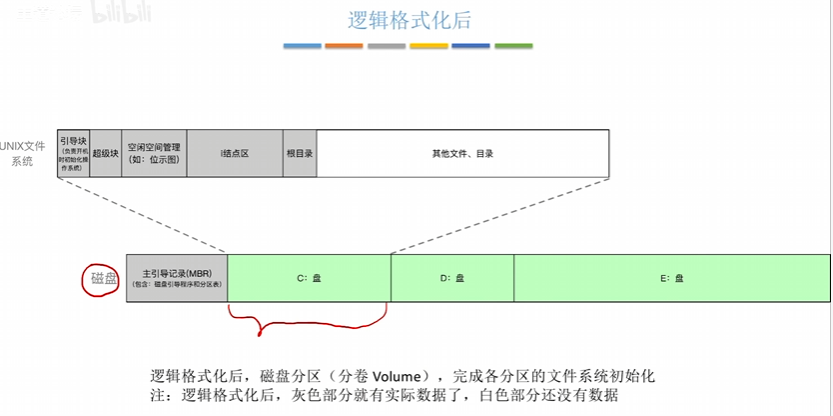 bilibili
逻辑格式化后
UNIX文件
系统
引导块
(负责开机
时初始化操
作系统)
超级块
空闲空间管理
(如：位示图)
i结点区
根目录
其他文件、目录
磁盘
主引导记录(MBR)
(包含：磁盘引导程序和分区表)
C：盘
D：盘
E：盘
逻辑格式化后，磁盘分区（分卷 Volume），完成各分区的文件系统初始化
注：逻辑格式化后，灰色部分就有实际数据了，白色部分还没有数据